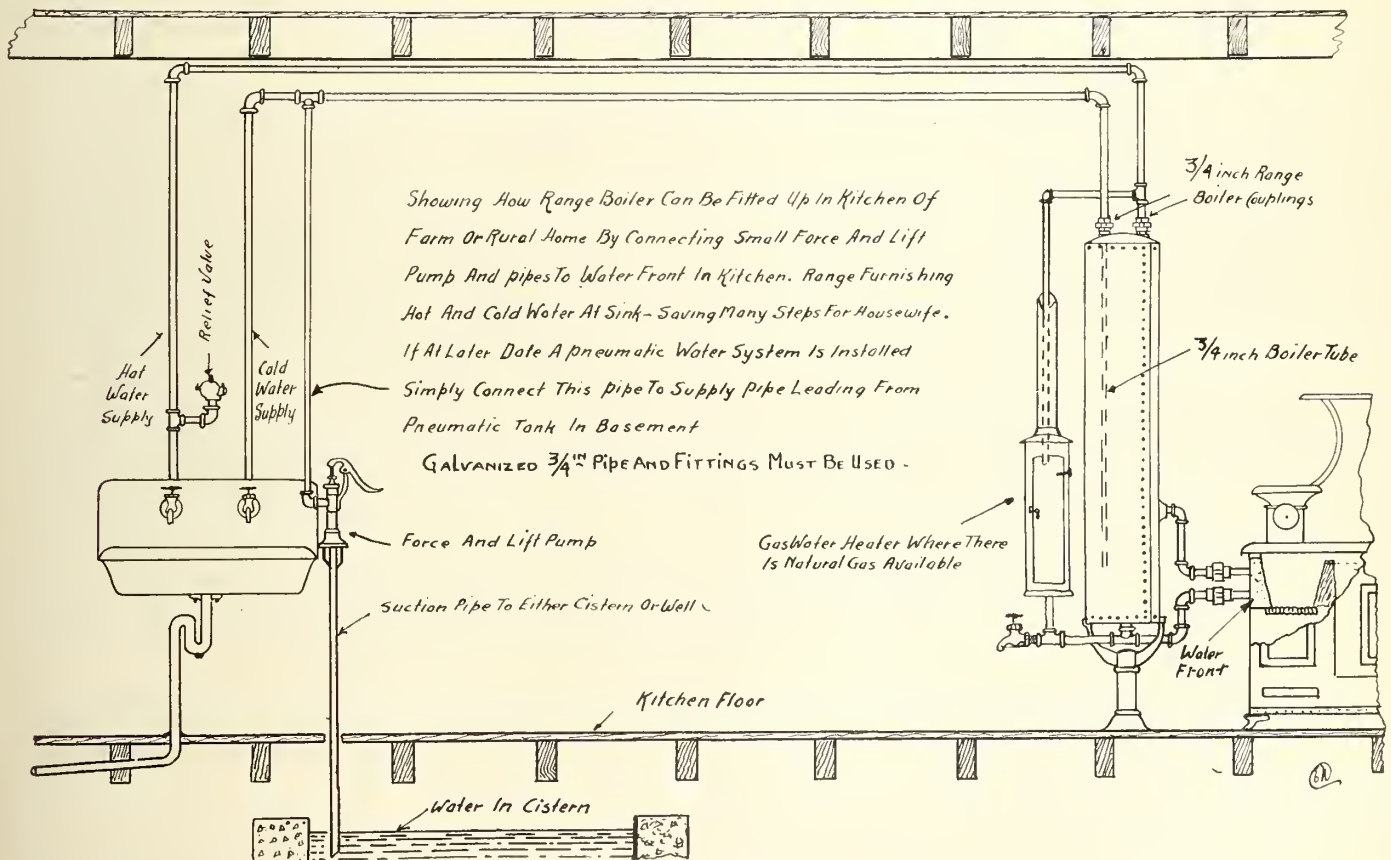 3/4 inch Range
Boiler Couplings
Showing How Range Boiler Can Be Fitted Up In Kitchen Of
Farm Or Rural Home By Connecting Small Force And Lift
Pump And pipes To Water Front In Kitchen. Range Furnishing
Hot And Cold Water At Sink - Saving Many Steps For Housewife.
If At Later Date A pneumatic Water System Is Installed
Simply Connect This pipe To Supply Pipe Leading From
Pneumatic Tank In Basement
GALVANIZED 3/4 IN PIPE AND FITTINGS MUST BE USED -
Relief Valve
Hot
Water
Supply
Cold
Water
Supply
3/4 inch Boiler Tube
Force And Lift Pump
Gas Water Heater Where There
Is Natural Gas Available
Suction Pipe To Either Cistern Or Well
Water
Front
Kitchen Floor
Water In Cistern